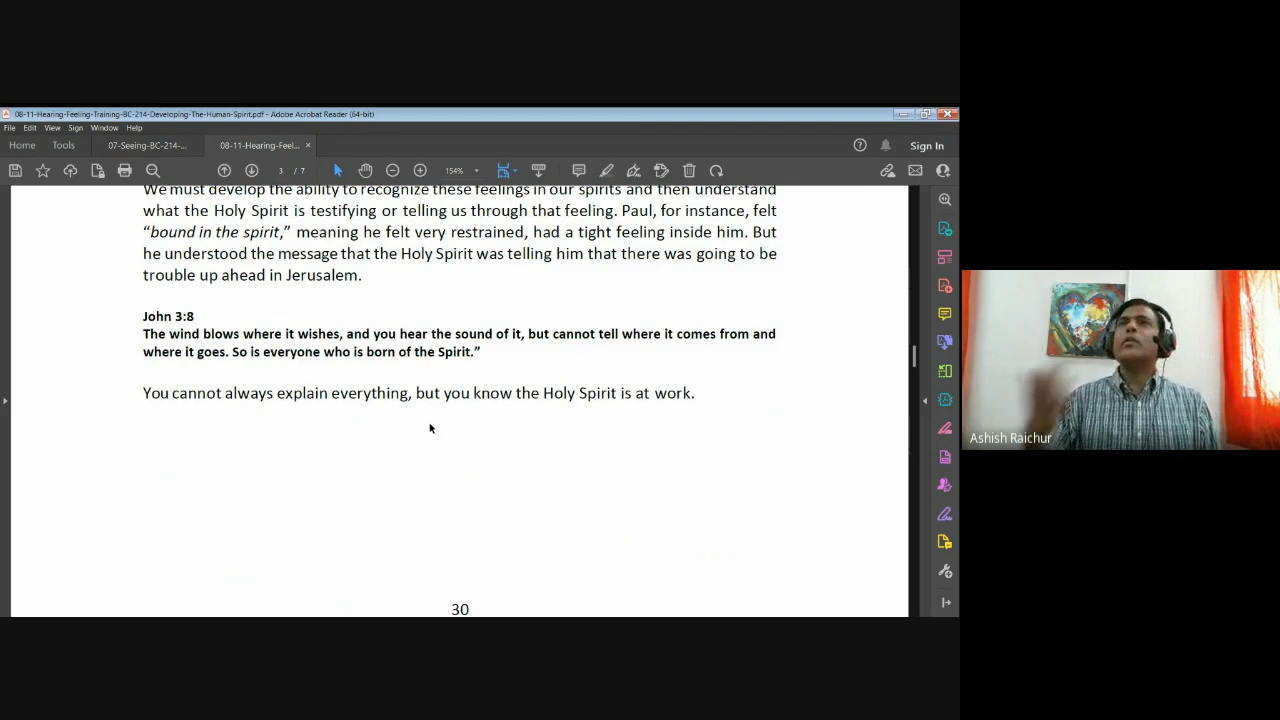 08-11-Hearing-Feeling-Training-BC-214-Developing-The-Human-Spirit.pdf - Adobe Acrobat Reader (64-bit)
File Edit View Sign Window Help
Home Tools 07-Seeing-BC-214-... 08-11-Hearing-Feel... × Sign In
3 / 7 154%
We must develop the ability to recognize these feelings in our spirits and then understand
what the Holy Spirit is testifying or telling us through that feeling. Paul, for instance, felt
“bound in the spirit,” meaning he felt very restrained, had a tight feeling inside him. But
he understood the message that the Holy Spirit was telling him that there was going to be
trouble up ahead in Jerusalem.
John 3:8
The wind blows where it wishes, and you hear the sound of it, but cannot tell where it comes from and
where it goes. So is everyone who is born of the Spirit.”
You cannot always explain everything, but you know the Holy Spirit is at work.
30
Ashish Raichur